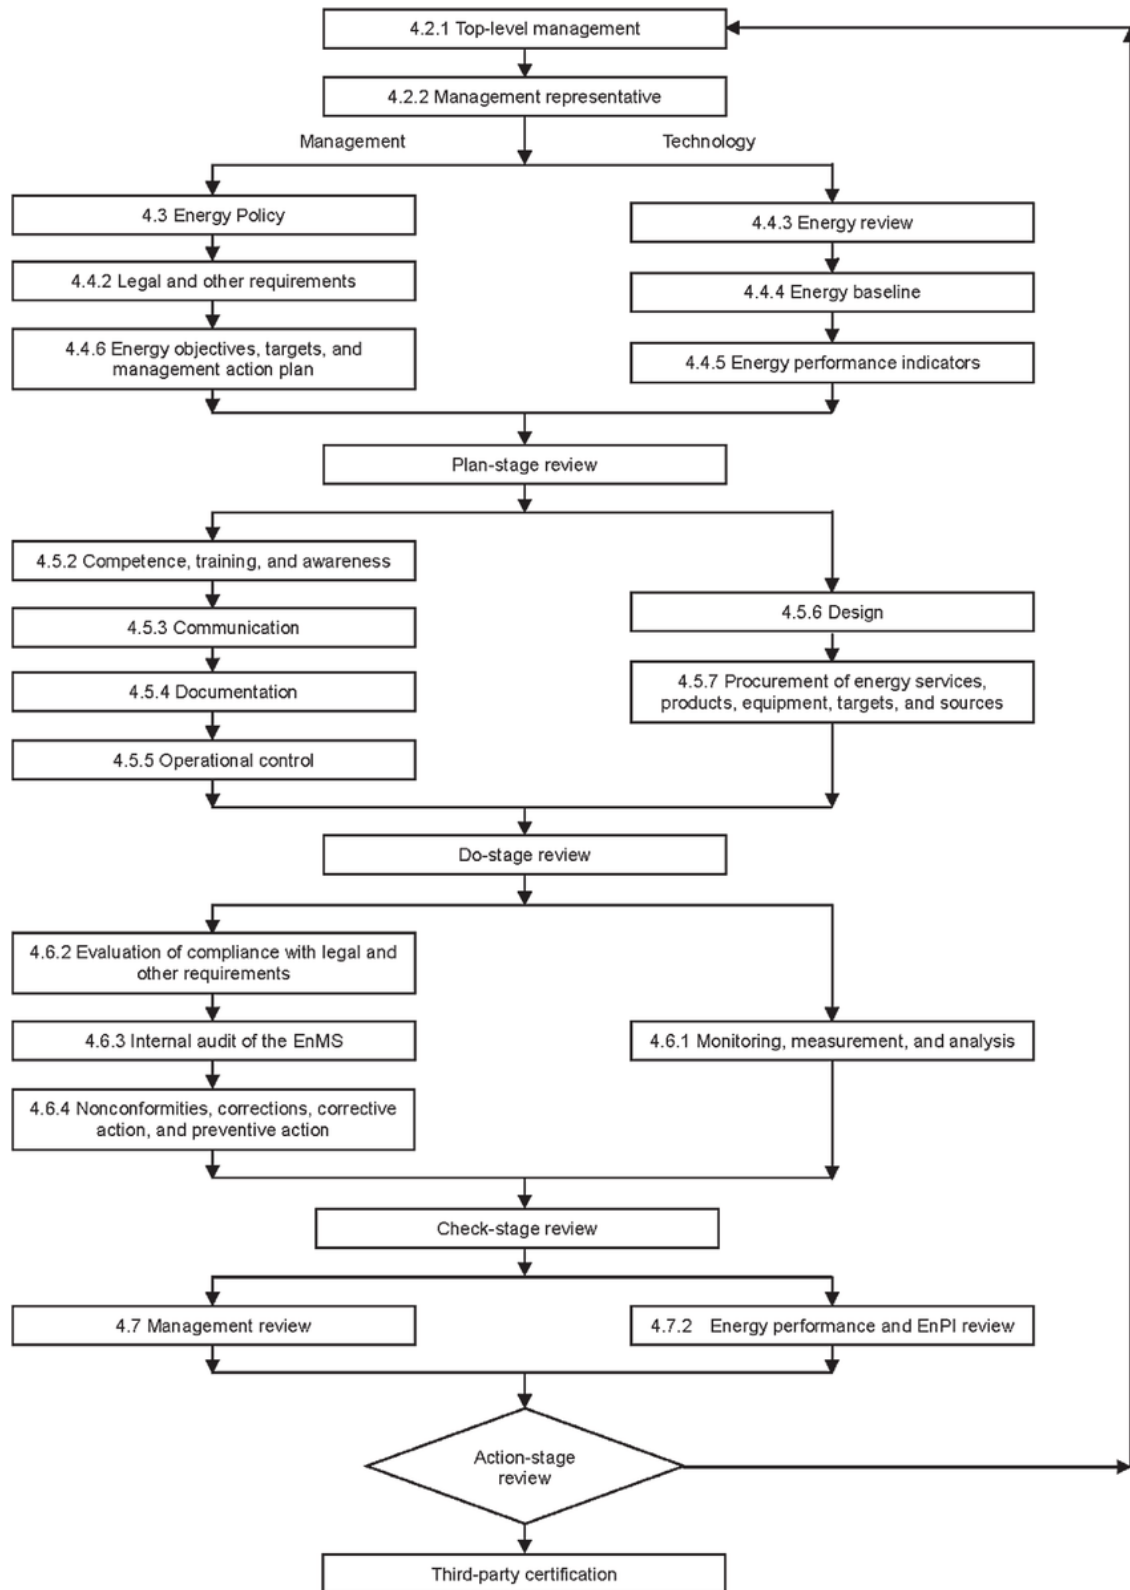 4.2.1 Top-level management
4.2.2 Management representative
Management
Technology
4.3 Energy Policy
4.4.2 Legal and other requirements
4.4.6 Energy objectives, targets, and
management action plan
4.4.3 Energy review
4.4.4 Energy baseline
4.4.5 Energy performance indicators
Plan-stage review
4.5.2 Competence, training, and awareness
4.5.3 Communication
4.5.4 Documentation
4.5.5 Operational control
4.5.6 Design
4.5.7 Procurement of energy services,
products, equipment, targets, and sources
Do-stage review
4.6.2 Evaluation of compliance with legal and
other requirements
4.6.3 Internal audit of the EnMS
4.6.4 Nonconformities, corrections, corrective
action, and preventive action
4.6.1 Monitoring, measurement, and analysis
Check-stage review
4.7 Management review
4.7.2 Energy performance and EnPI review
Action-stage
review
Third-party certification